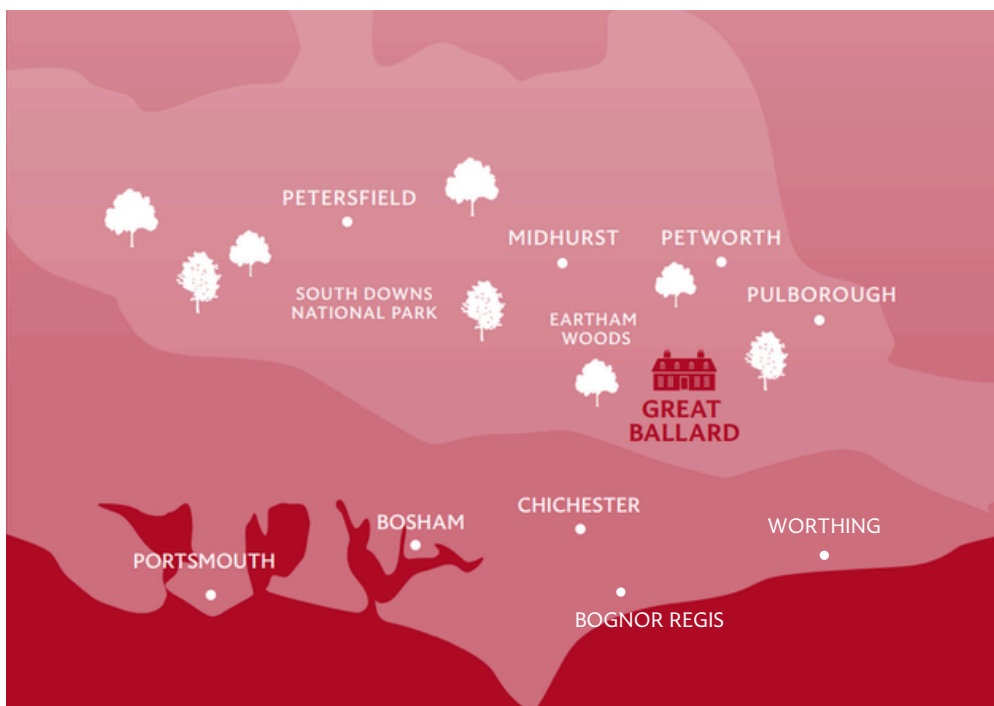 PETERSFIELD
MIDHURST
PETWORTH
SOUTH DOWNS
NATIONAL PARK
PULBOROUGH
EARTHAM
WOODS
GREAT
BALLARD
CHICHESTER
BOSHAM
WORTHING
PORTSMOUTH
BOGNOR REGIS